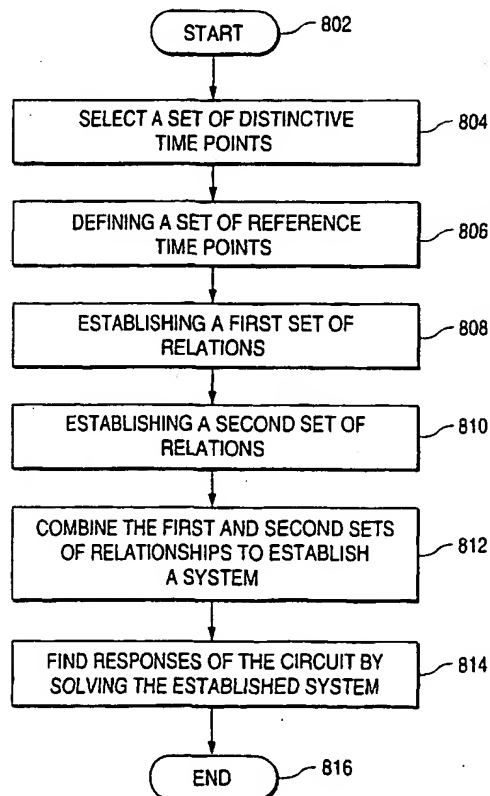 START
802
SELECT A SET OF DISTINCTIVE
TIME POINTS
804
DEFINING A SET OF REFERENCE
TIME POINTS
806
ESTABLISHING A FIRST SET OF
RELATIONS
808
ESTABLISHING A SECOND SET OF
RELATIONS
810
COMBINE THE FIRST AND SECOND SETS
OF RELATIONSHIPS TO ESTABLISH
A SYSTEM
812
FIND RESPONSES OF THE CIRCUIT BY
SOLVING THE ESTABLISHED SYSTEM
814
END
816